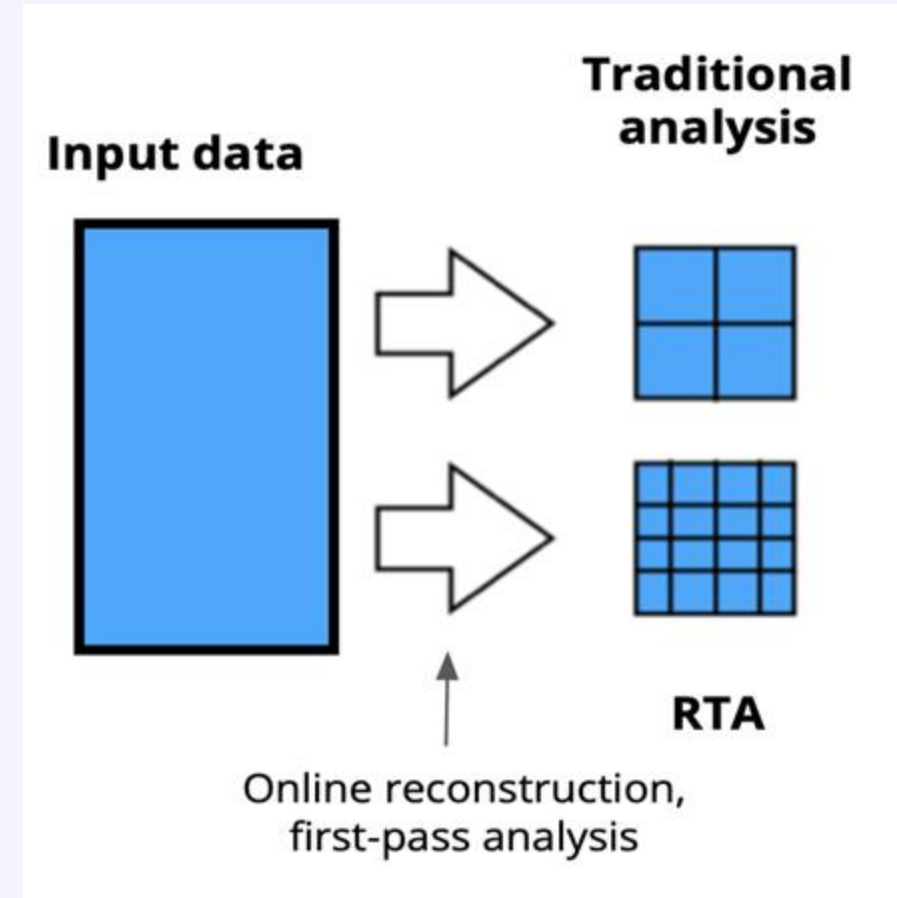 Traditional
analysis
Input data
RTA
Online reconstruction,
first-pass analysis